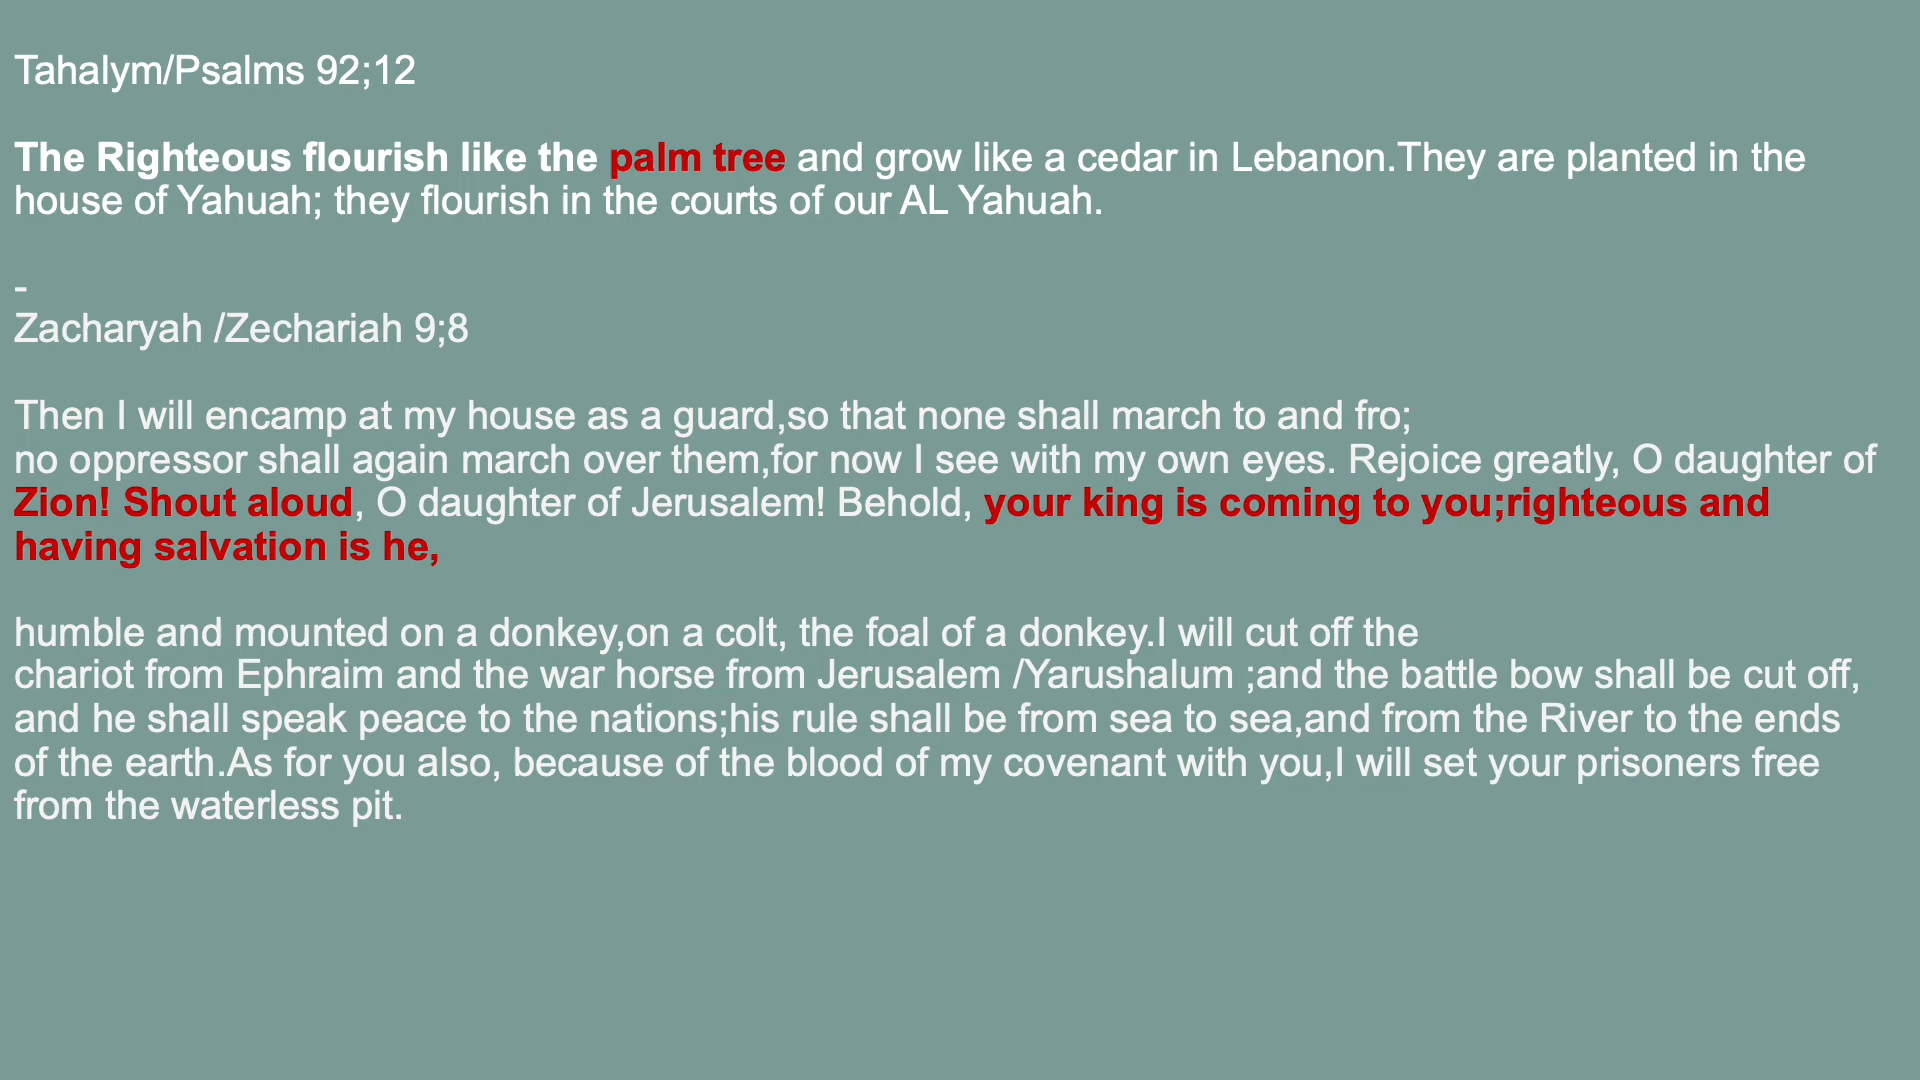 Tahalym/Psalms 92;12
The Righteous flourish like the palm tree and grow like a cedar in Lebanon.They are planted in the
house of Yahuah; they flourish in the courts of our AL Yahuah.
-
Zacharyah /Zechariah 9;8
Then I will encamp at my house as a guard,so that none shall march to and fro;
no oppressor shall again march over them,for now I see with my own eyes. Rejoice greatly, O daughter of
Zion! Shout aloud, O daughter of Jerusalem! Behold, your king is coming to you;righteous and
having salvation is he,
humble and mounted on a donkey,on a colt, the foal of a donkey.I will cut off the
chariot from Ephraim and the war horse from Jerusalem /Yarushalum ;and the battle bow shall be cut off,
and he shall speak peace to the nations;his rule shall be from sea to sea,and from the River to the ends
of the earth.As for you also, because of the blood of my covenant with you,I will set your prisoners free
from the waterless pit.